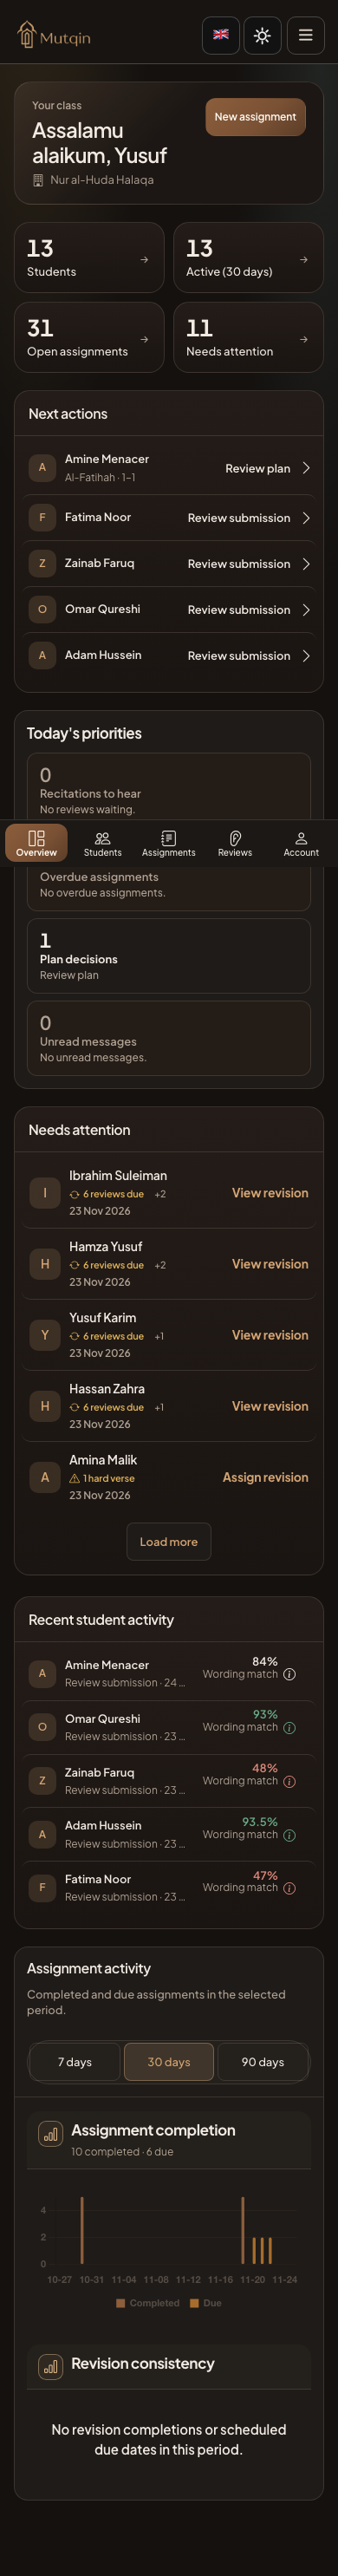 Mutqin
Your class
Assalamu
alaikum, Yusuf
New assignment
Nur al-Huda Halaqa
13
Students
→
13
Active (30 days)
→
31
Open assignments
→
11
Needs attention
→
Next actions
A
Amine Menacer
Al-Fatihah · 1–1
Review plan
F
Fatima Noor
Review submission
Z
Zainab Faruq
Review submission
O
Omar Qureshi
Review submission
A
Adam Hussein
Review submission
Today's priorities
0
Recitations to hear
No reviews waiting.
Overview
Students
Assignments
Reviews
Account
Overdue assignments
No overdue assignments.
1
Plan decisions
Review plan
0
Unread messages
No unread messages.
Needs attention
I
Ibrahim Suleiman
6 reviews due +2
23 Nov 2026
View revision
H
Hamza Yusuf
6 reviews due +2
23 Nov 2026
View revision
Y
Yusuf Karim
6 reviews due +1
23 Nov 2026
View revision
H
Hassan Zahra
6 reviews due +1
23 Nov 2026
View revision
A
Amina Malik
1 hard verse
23 Nov 2026
Assign revision
Load more
Recent student activity
A
Amine Menacer
Review submission · 24 ...
84%
Wording match
O
Omar Qureshi
Review submission · 23 ...
93%
Wording match
Z
Zainab Faruq
Review submission · 23 ...
48%
Wording match
A
Adam Hussein
Review submission · 23 ...
93.5%
Wording match
F
Fatima Noor
Review submission · 23 ...
47%
Wording match
Assignment activity
Completed and due assignments in the selected
period.
7 days
30 days
90 days
Assignment completion
10 completed · 6 due
4
2
0
10-27 10-31 11-04 11-08 11-12 11-16 11-20 11-24
Completed Due
Revision consistency
No revision completions or scheduled
due dates in this period.